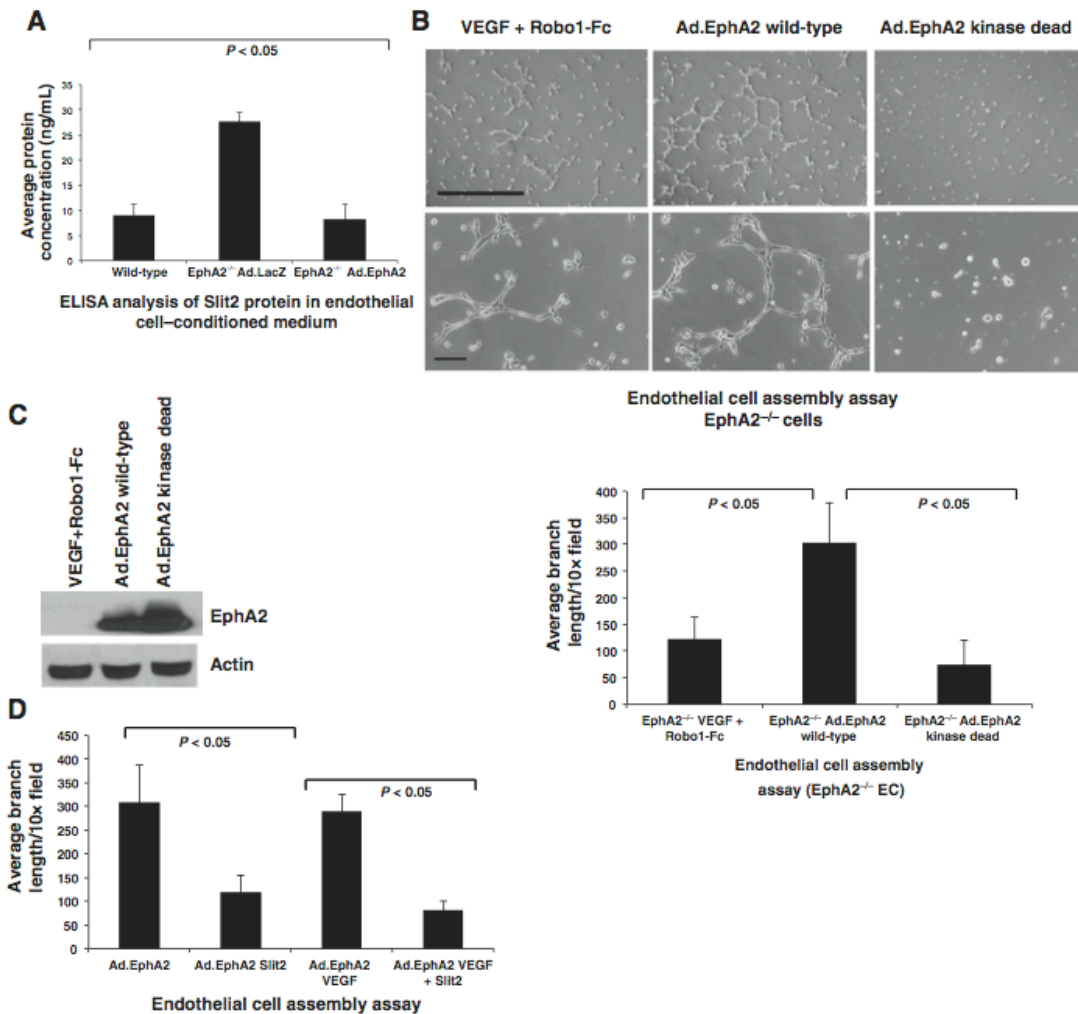 A
P < 0.05
Average protein
concentration (ng/mL)
35
30
25
20
15
10
5
0
Wild-type
EphA2⁻/⁻ Ad.LacZ
EphA2⁻/⁻ Ad.EphA2
ELISA analysis of Slit2 protein in endothelial
cell–conditioned medium
B
VEGF + Robo1-Fc
Ad.EphA2 wild-type
Ad.EphA2 kinase dead
Endothelial cell assembly assay
EphA2⁻/⁻ cells
C
VEGF+Robo1-Fc
Ad.EphA2 wild-type
Ad.EphA2 kinase dead
EphA2
Actin
Average branch
length/10x field
400
350
300
250
200
150
100
50
0
P < 0.05
P < 0.05
EphA2⁻/⁻ VEGF +
Robo1-Fc
EphA2⁻/⁻ Ad.EphA2
wild-type
EphA2⁻/⁻ Ad.EphA2
kinase dead
Endothelial cell assembly
assay (EphA2⁻/⁻ EC)
D
Average branch
length/10x field
450
400
350
300
250
200
150
100
50
0
P < 0.05
P < 0.05
Ad.EphA2
Ad.EphA2 Slit2
Ad.EphA2
VEGF
Ad.EphA2 VEGF
+ Slit2
Endothelial cell assembly assay